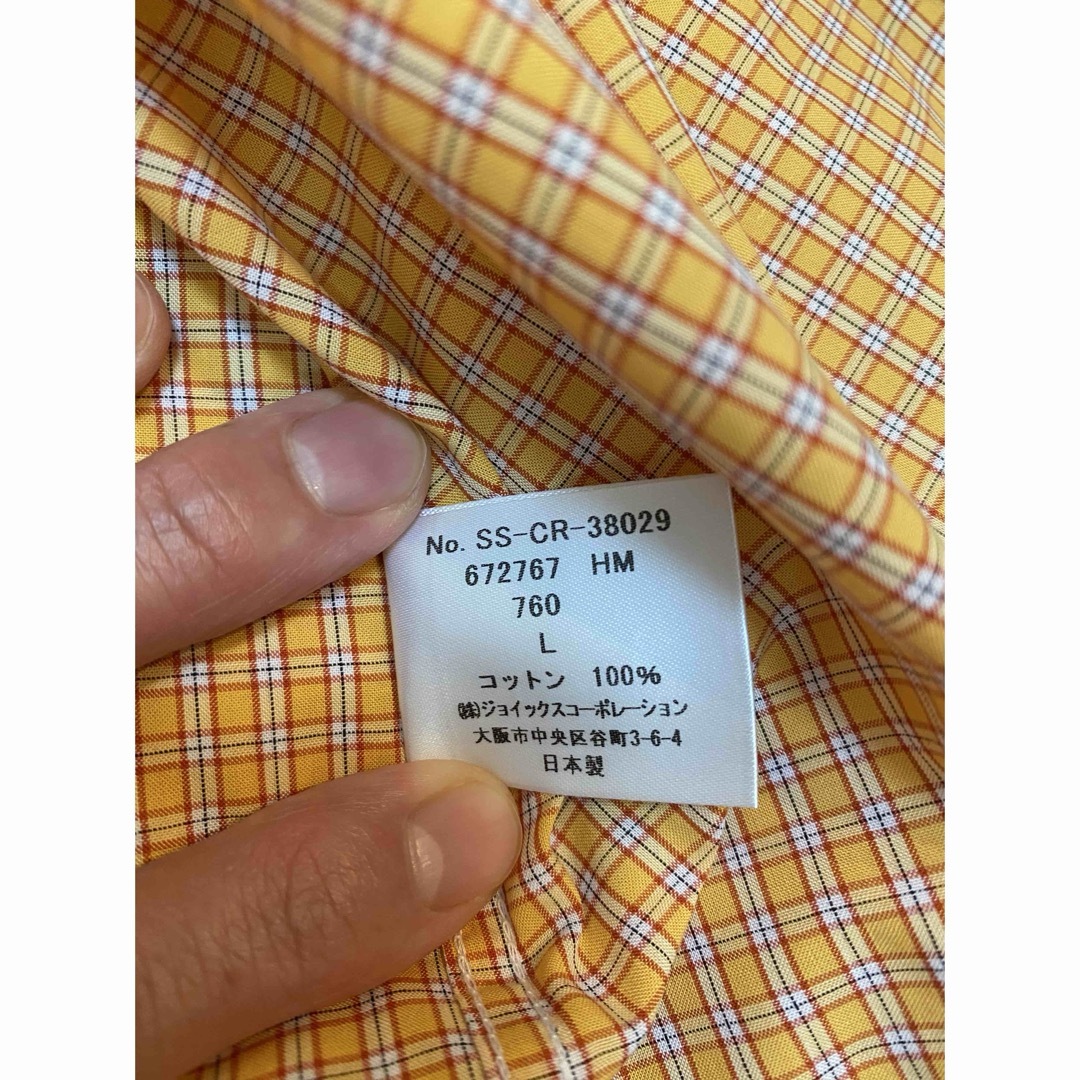 No. SS-CR-38029
672767 HM
760
L
コットン 100%
㈱ジョイックスコーポレーション
大阪市中央区谷町3-6-4
日本製